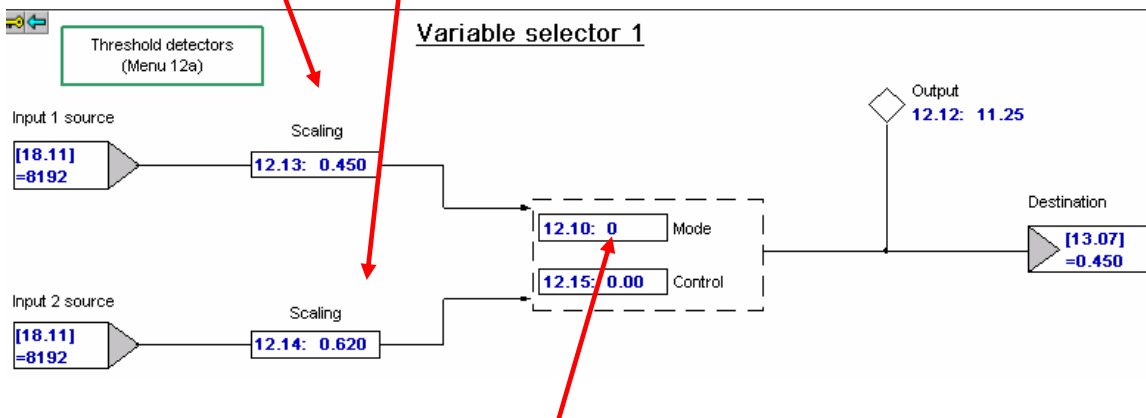 Variable selector 1
Threshold detectors
(Menu 12a)
Output
12.12: 11.25
Input 1 source
Scaling
[18.11]
=8192
12.13: 0.450
Destination
12.10: 0 Mode
[13.07]
=0.450
12.15: 0.00 Control
Input 2 source
Scaling
[18.11]
=8192
12.14: 0.620